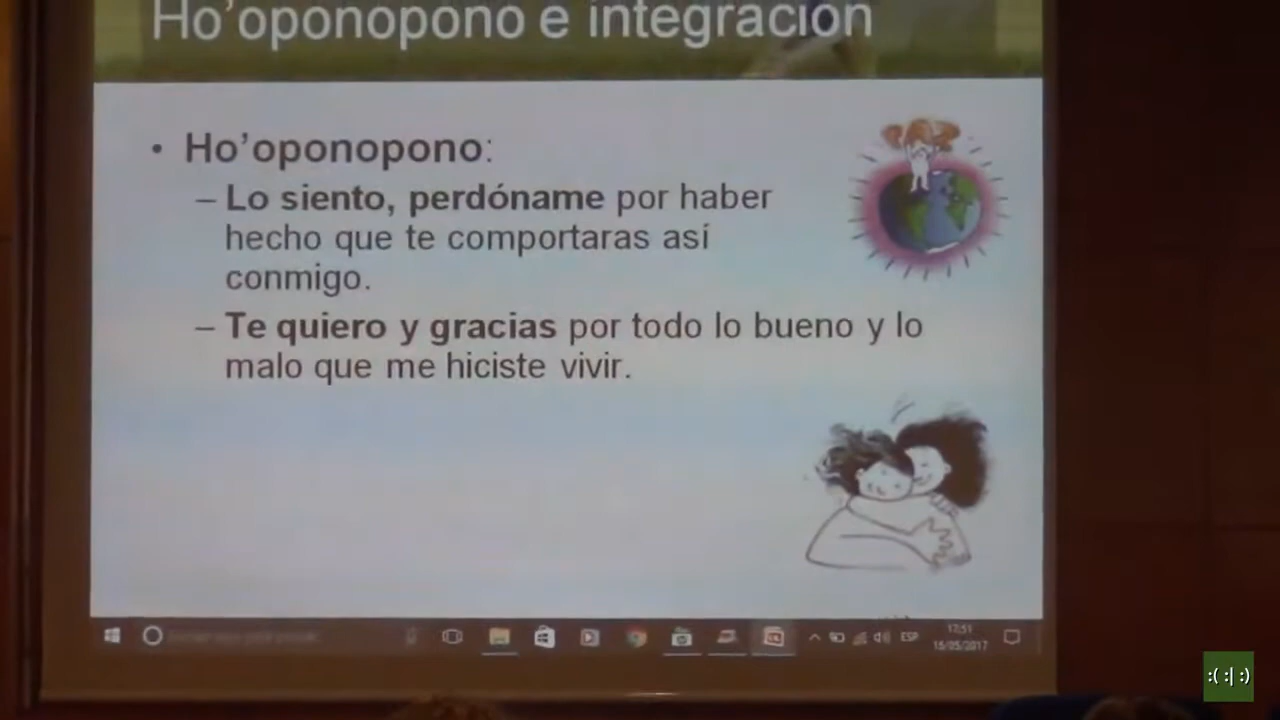 Ho'oponopono e integración
• Ho'oponopono:
– Lo siento, perdóname por haber
hecho que te comportaras así
conmigo.
– Te quiero y gracias por todo lo bueno y lo
malo que me hiciste vivir.
ESP
17:51
15/05/2017
:( :| :)